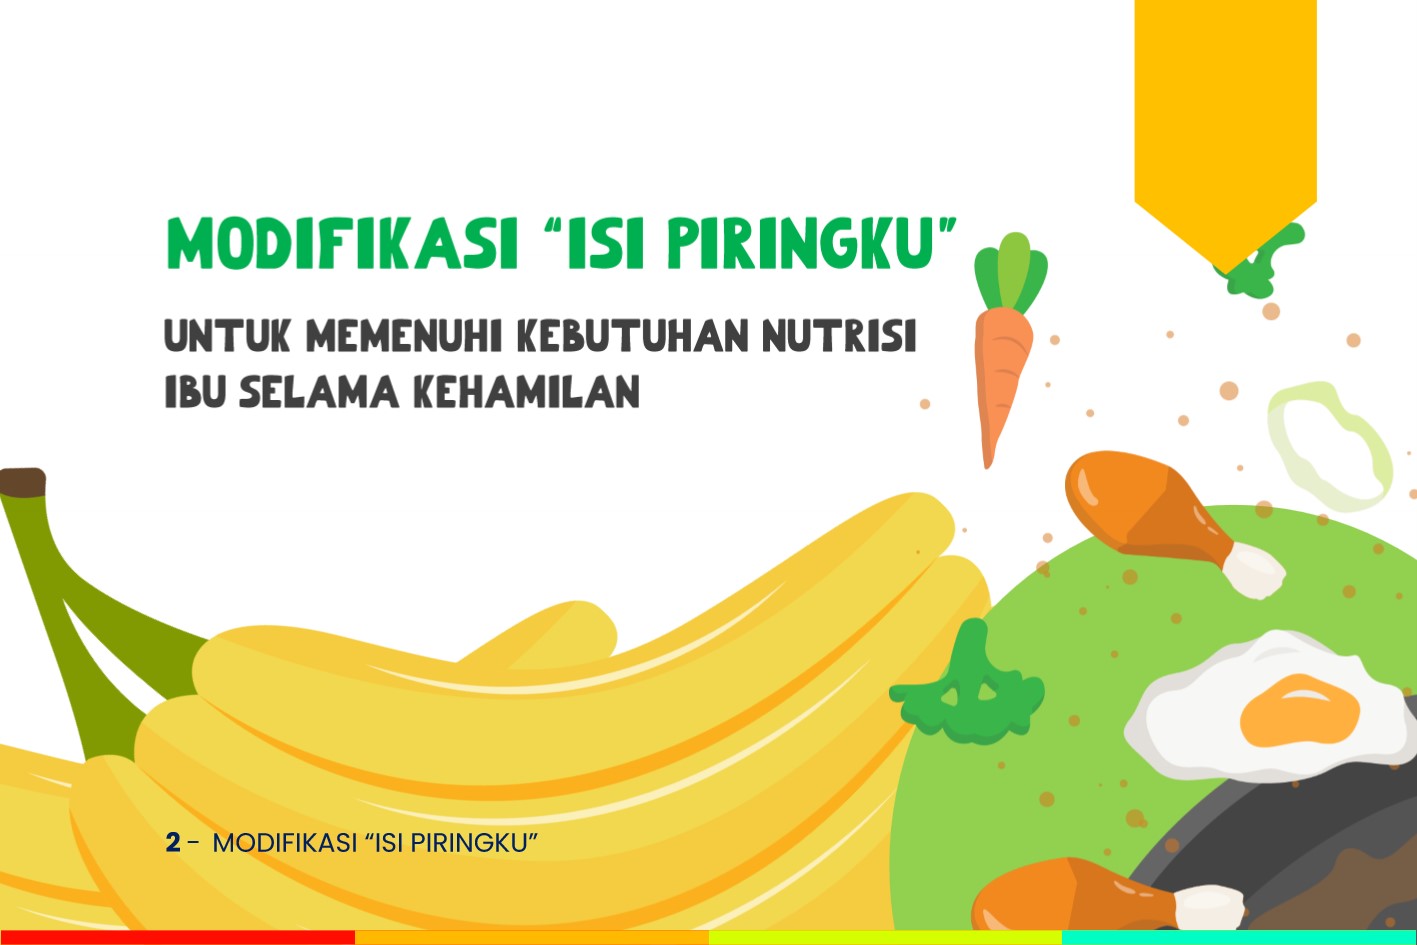 MODIFIKASI “ISI PIRINGKU”
UNTUK MEMENUHI KEBUTUHAN NUTRISI
IBU SELAMA KEHAMILAN
2 - MODIFIKASI “ISI PIRINGKU”